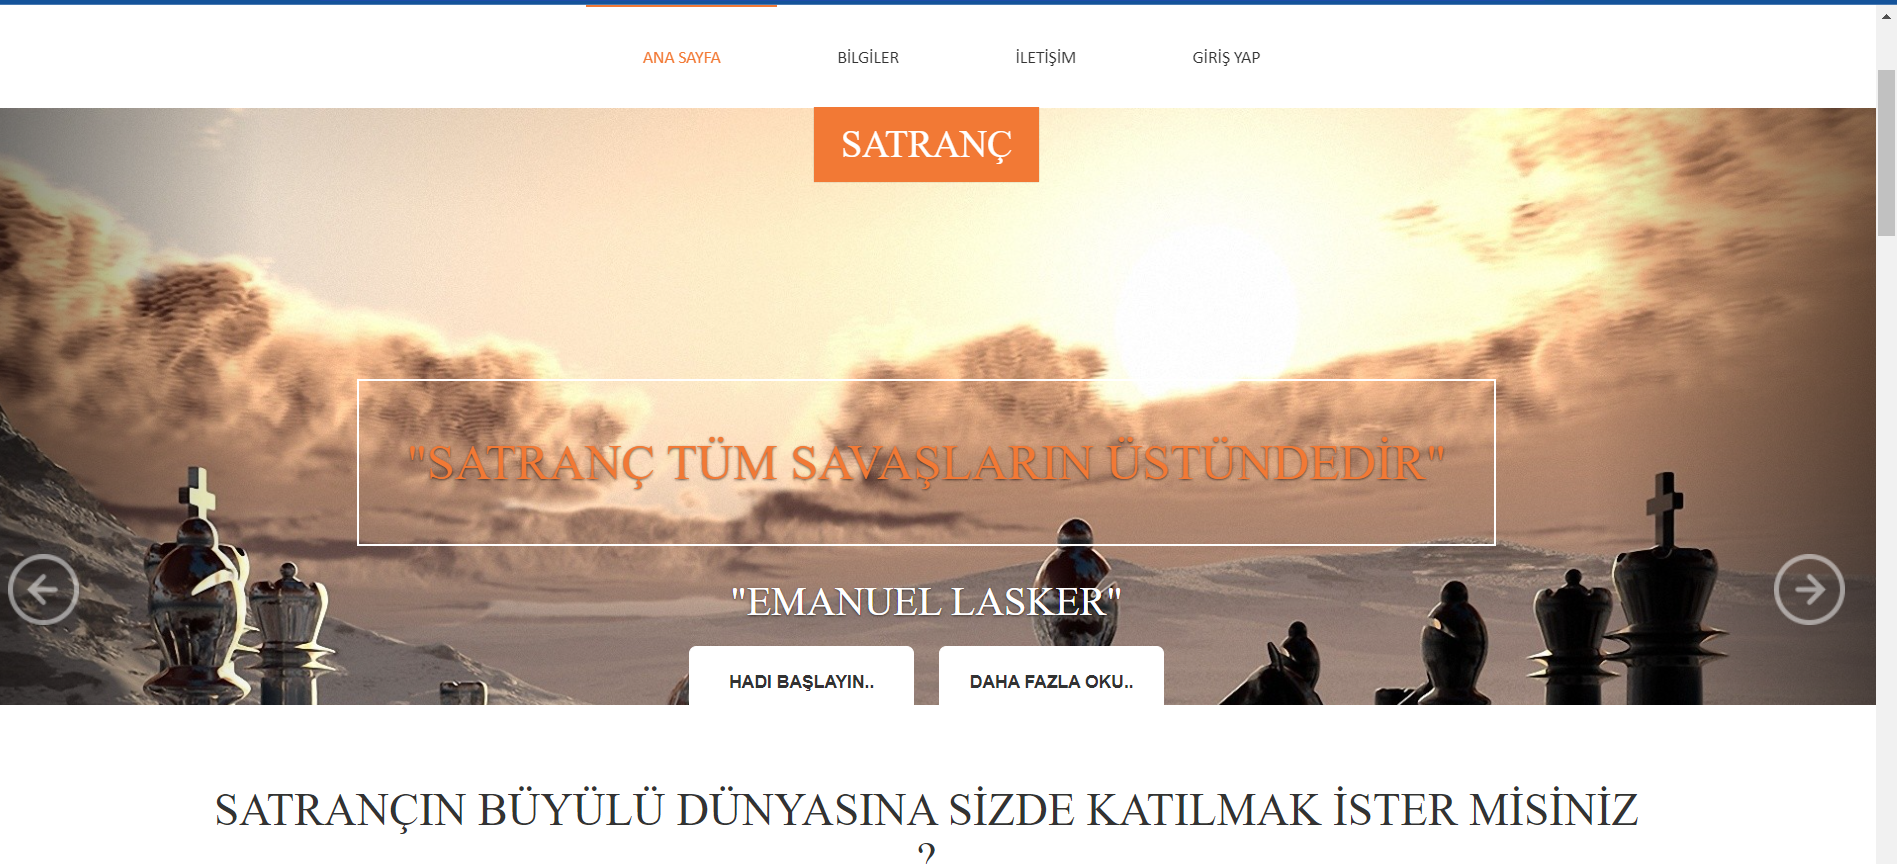 ANA SAYFA BİLGİLER İLETİŞİM GİRİŞ YAP
SATRANÇ
"SATRANÇ TÜM SAVAŞLARIN ÜSTÜNDEDİR"
"EMANUEL LASKER"
HADI BAŞLAYIN.. DAHA FAZLA OKU..
SATRANÇIN BÜYÜLÜ DÜNYASINA SİZDE KATILMAK İSTER MİSİNİZ
?